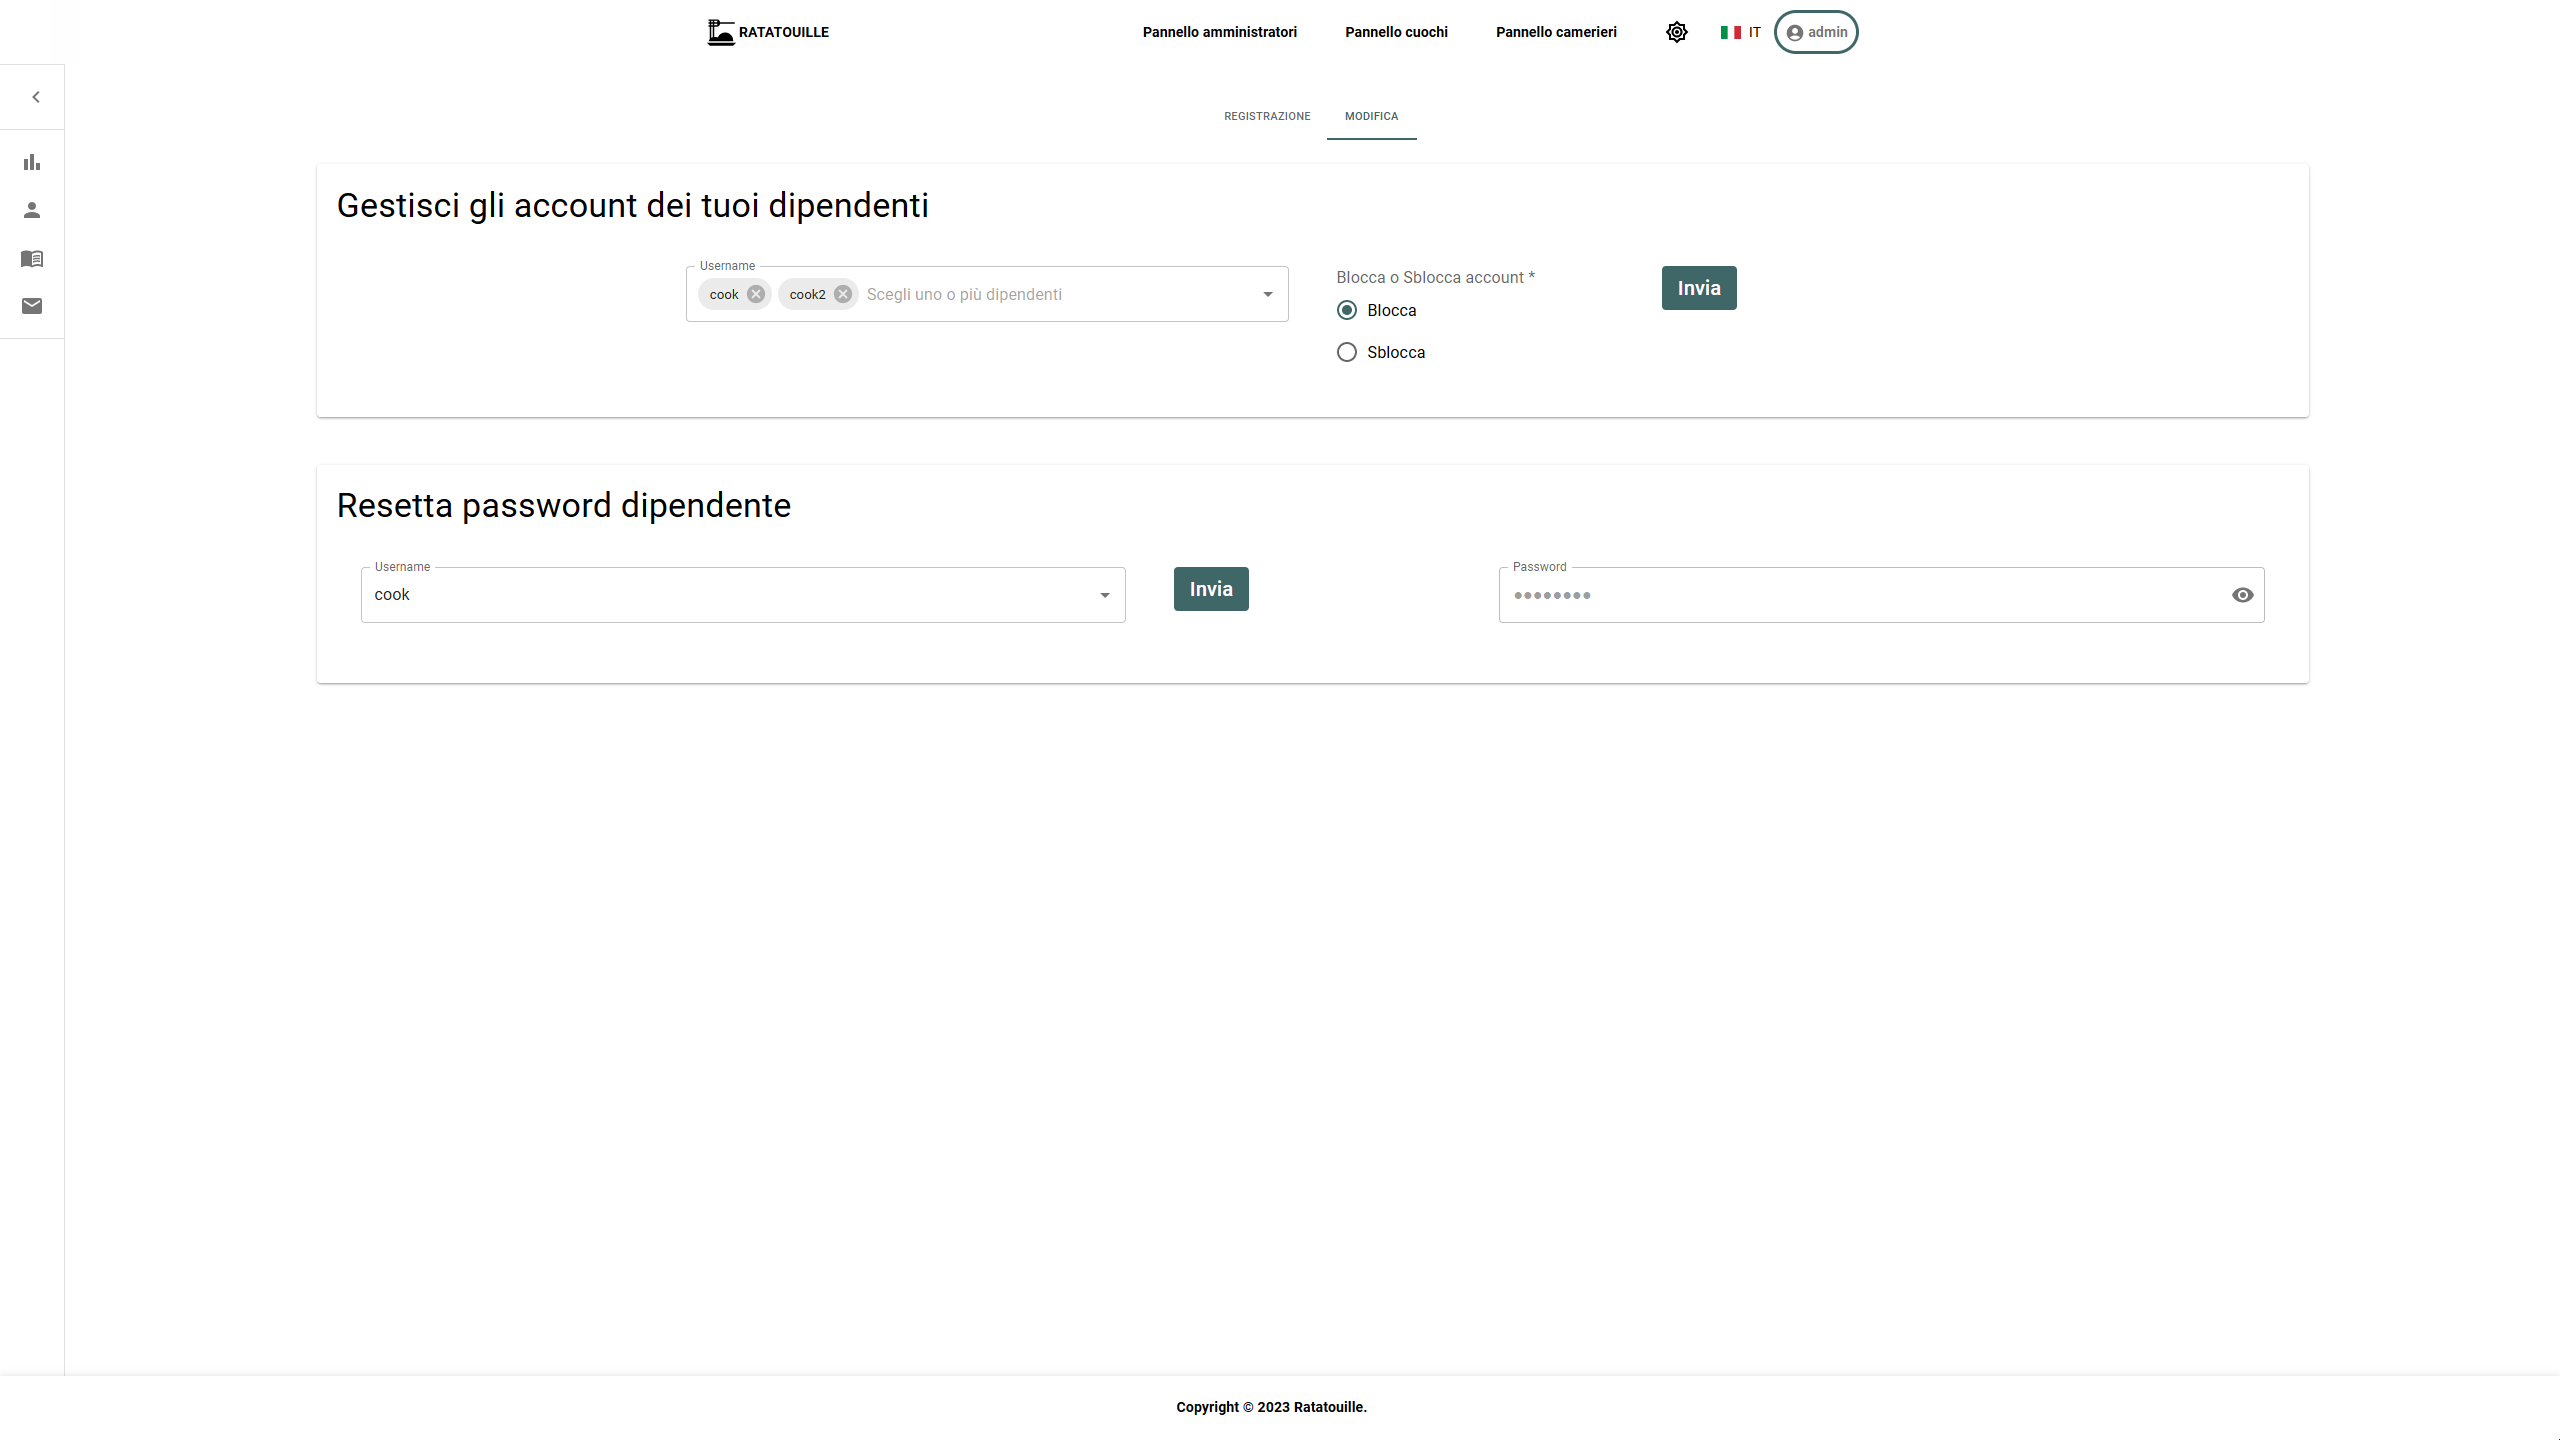 RATATOUILLE
Pannello amministratori
Pannello cuochi
Pannello camerieri
IT
admin
REGISTRAZIONE
MODIFICA
Gestisci gli account dei tuoi dipendenti
Username
cook
cook2
Scegli uno o più dipendenti
Blocca o Sblocca account *
Blocca
Sblocca
Invia
Resetta password dipendente
Username
cook
Invia
Password
••••••••
Copyright © 2023 Ratatouille.